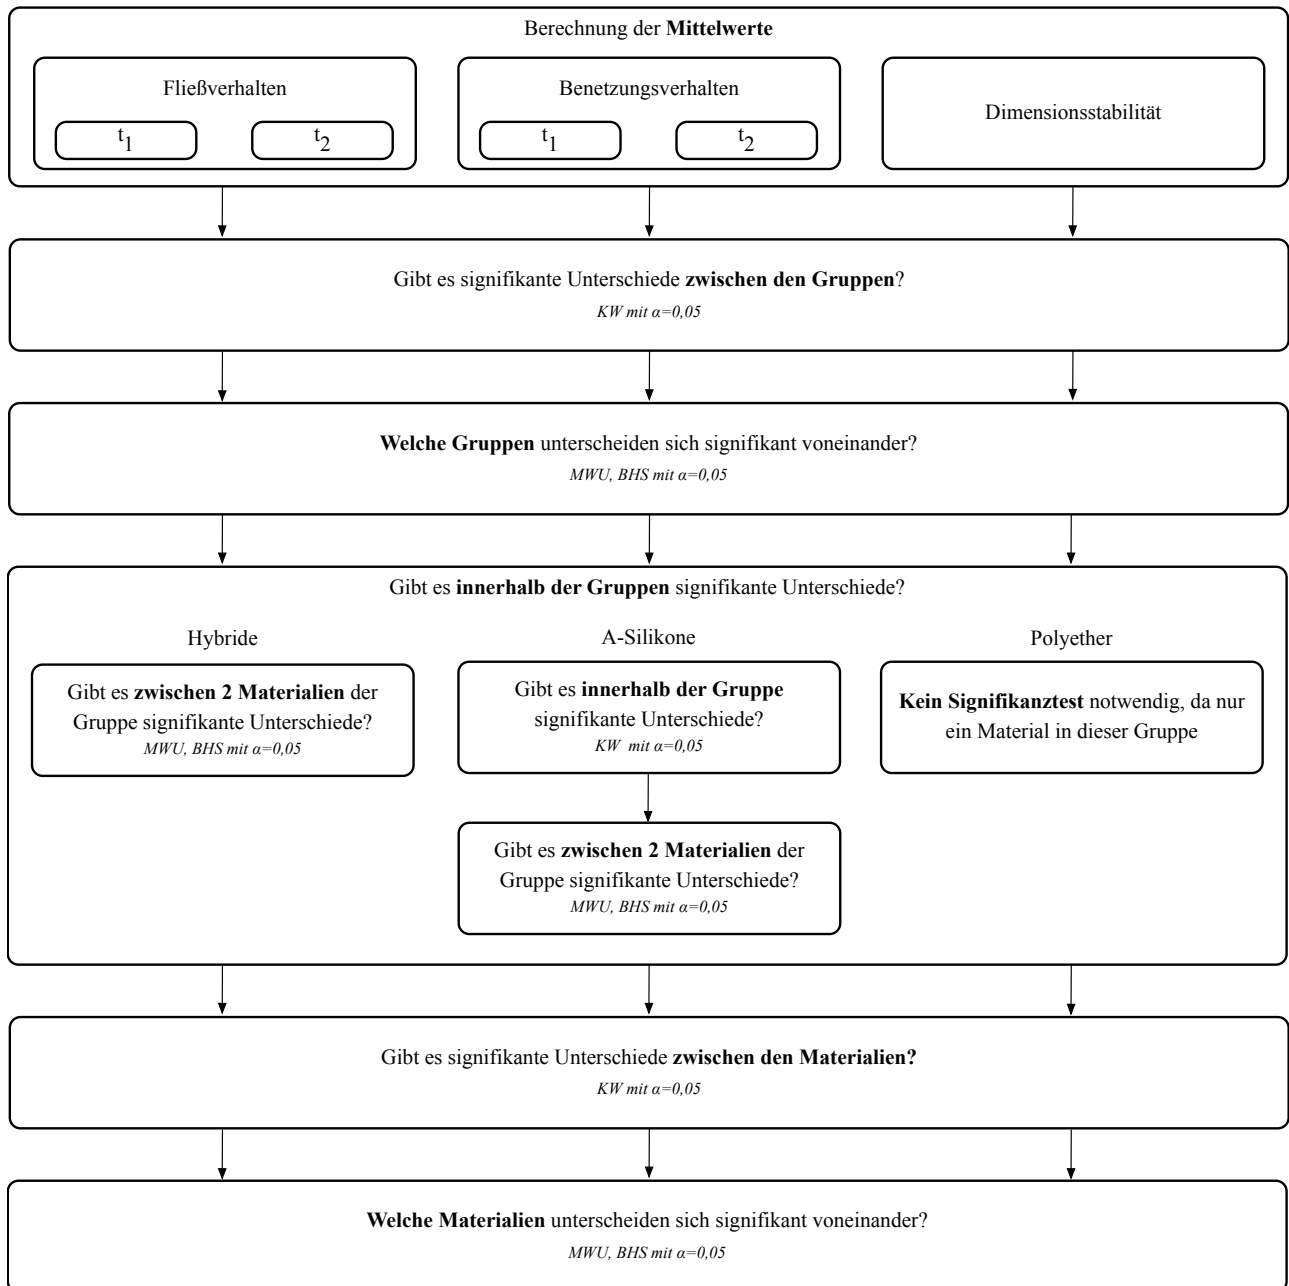 Berechnung der Mittelwerte
Fließverhalten
t1
t2
Benetzungsverhalten
t1
t2
Dimensionsstabilität
Gibt es signifikante Unterschiede zwischen den Gruppen?
KW mit α=0,05
Welche Gruppen unterscheiden sich signifikant voneinander?
MWU, BHS mit α=0,05
Gibt es innerhalb der Gruppen signifikante Unterschiede?
Hybride
Gibt es zwischen 2 Materialien der
Gruppe signifikante Unterschiede?
MWU, BHS mit α=0,05
A-Silikone
Gibt es innerhalb der Gruppe
signifikante Unterschiede?
KW  mit α=0,05
Gibt es zwischen 2 Materialien der
Gruppe signifikante Unterschiede?
MWU, BHS mit α=0,05
Polyether
Kein Signifikanztest notwendig, da nur
ein Material in dieser Gruppe
Gibt es signifikante Unterschiede zwischen den Materialien?
KW mit α=0,05
Welche Materialien unterscheiden sich signifikant voneinander?
MWU, BHS mit α=0,05